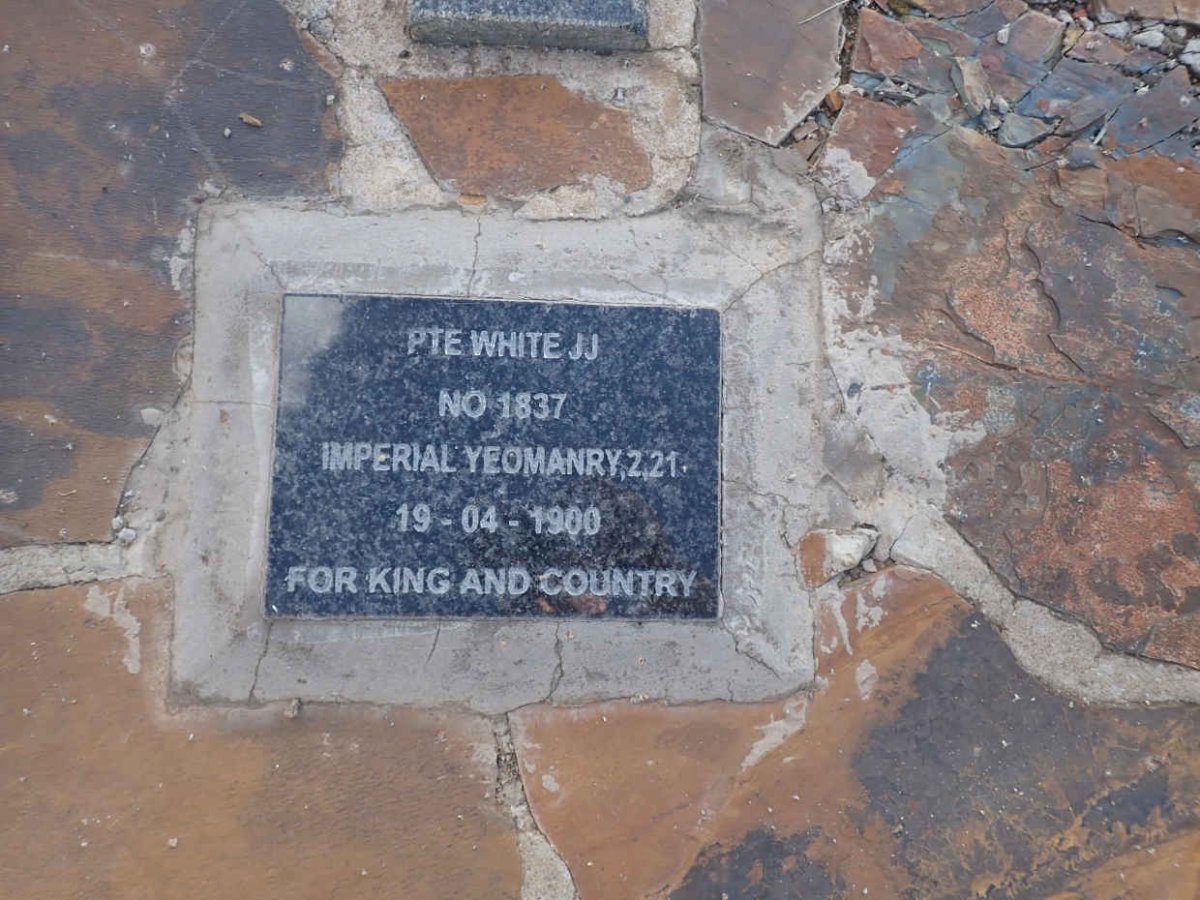 PTE WHITE JJ
NO 1837
IMPERIAL YEOMANRY,2,21
19 - 04 - 1900
FOR KING AND COUNTRY